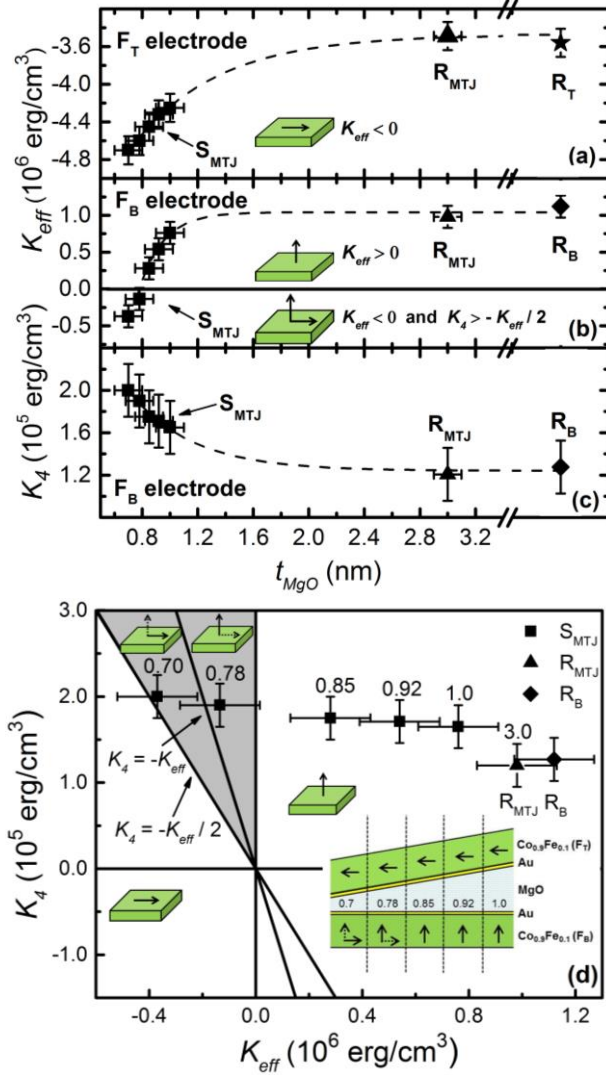 -3.6
-4.2
-4.8
F_T electrode
S_MTJ
K_eff < 0
R_MTJ
R_T
(a)
K_eff (10^6 erg/cm^3)
1.0
0.5
0.0
-0.5
F_B electrode
K_eff > 0
R_MTJ
R_B
S_MTJ
K_eff < 0 and K_4 > - K_eff / 2
(b)
K_4 (10^5 erg/cm^3)
2.0
1.6
1.2
S_MTJ
R_MTJ
R_B
F_B electrode
(c)
0.8 1.2 1.6 2.0 2.4 2.8 3.2
t_MgO (nm)
3.0
2.0
1.0
0.0
-1.0
K_4 (10^5 erg/cm^3)
0.70
0.78
K_4 = -K_eff
K_4 = -K_eff / 2
S_MTJ
R_MTJ
R_B
0.85
0.92
1.0
3.0
R_MTJ
R_B
Co_0.9Fe_0.1 (F_T)
Au
MgO
0.7 0.78 0.85 0.92 1.0
Au
Co_0.9Fe_0.1 (F_B)
(d)
-0.4 0.0 0.4 0.8 1.2
K_eff (10^6 erg/cm^3)